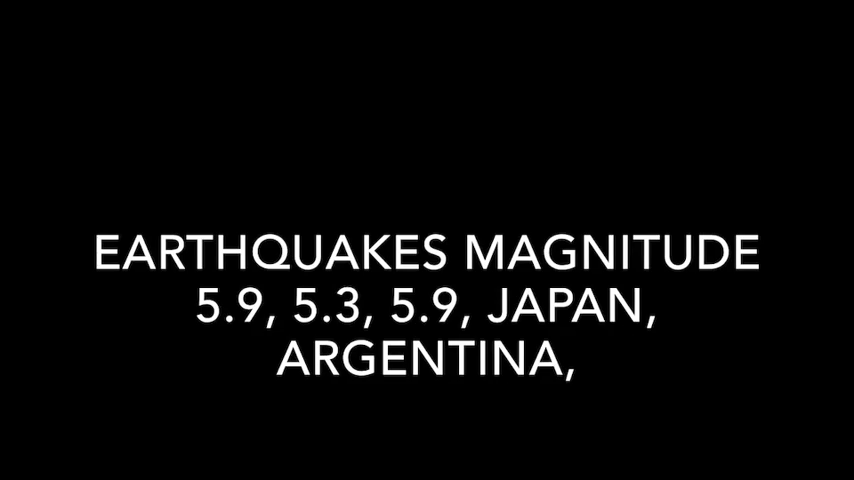 EARTHQUAKES MAGNITUDE
5.9, 5.3, 5.9, JAPAN,
ARGENTINA,